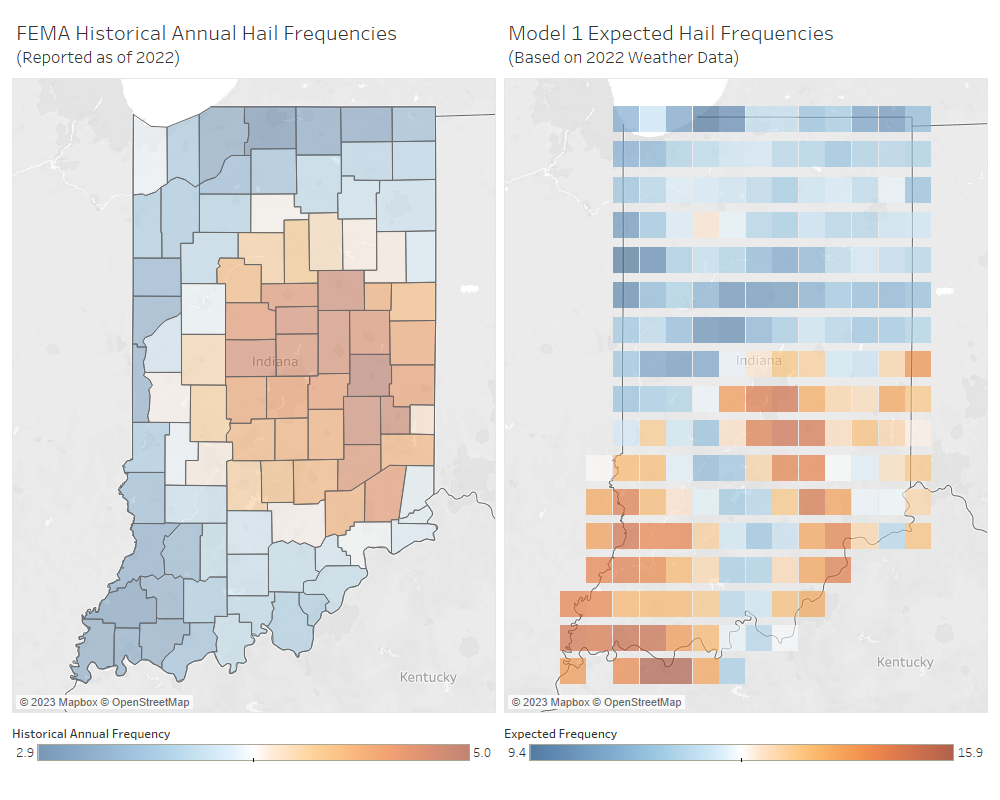 FEMA Historical Annual Hail Frequencies
(Reported as of 2022)
Indiana
Kentucky
© 2023 Mapbox © OpenStreetMap
Historical Annual Frequency
2.9
5.0
Model 1 Expected Hail Frequencies
(Based on 2022 Weather Data)
Indiana
Kentucky
© 2023 Mapbox © OpenStreetMap
Expected Frequency
9.4
15.9